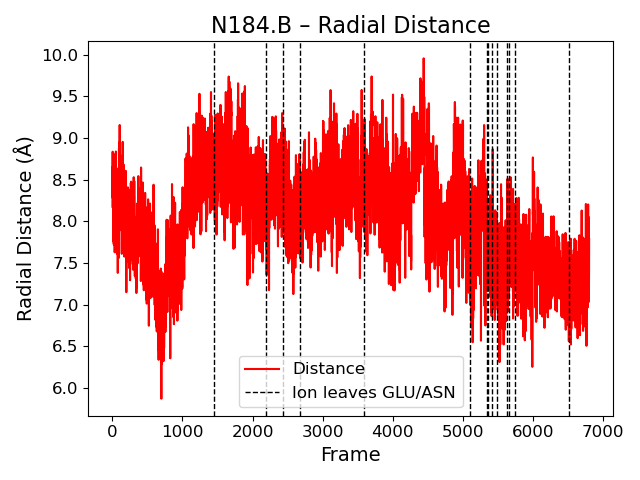 N184.B – Radial Distance
Radial Distance (Å)
10.0
9.5
9.0
8.5
8.0
7.5
7.0
6.5
6.0
Distance
Ion leaves GLU/ASN
0 1000 2000 3000 4000 5000 6000 7000
Frame